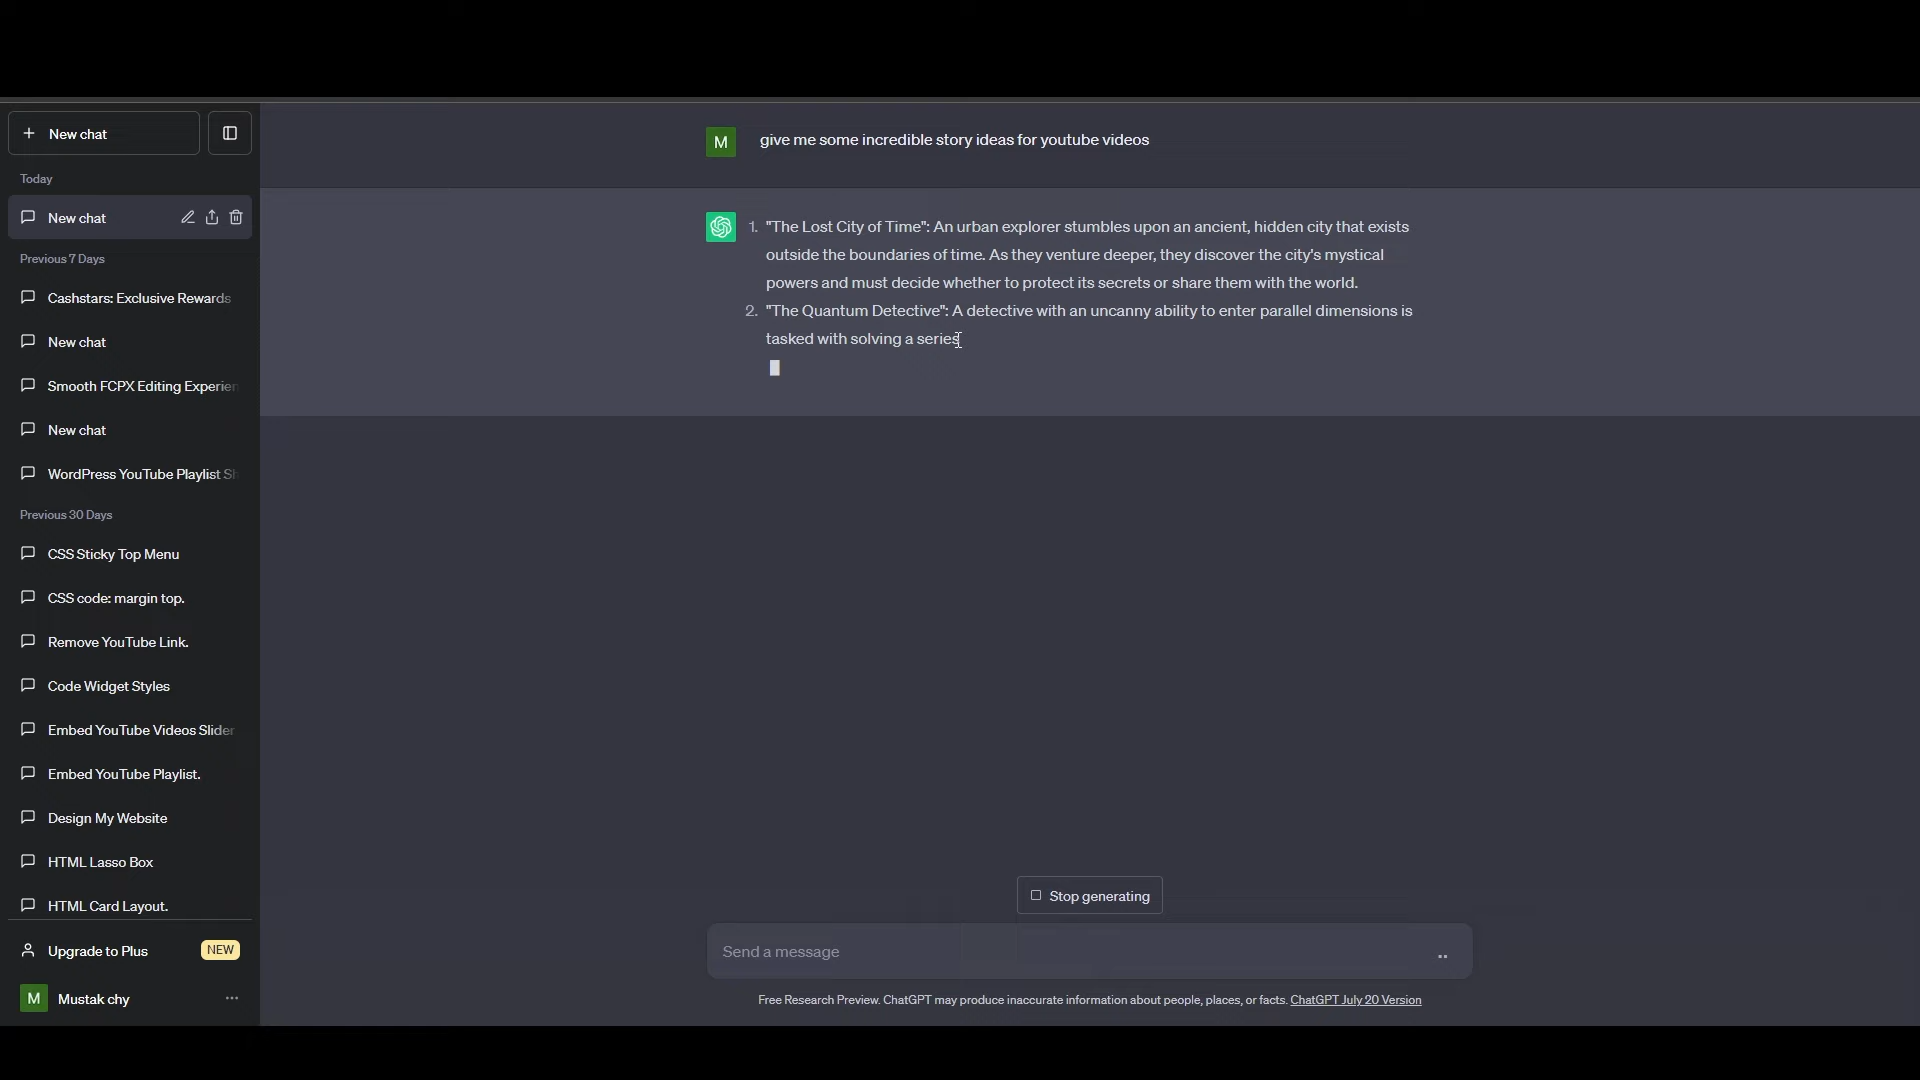 New chat
Today
New chat
Previous 7 Days
Cashstars: Exclusive Rewards
New chat
Smooth FCPX Editing Experien
New chat
WordPress YouTube Playlist Sh
Previous 30 Days
CSS Sticky Top Menu
CSS code: margin top.
Remove YouTube Link.
Code Widget Styles
Embed YouTube Videos Slider
Embed YouTube Playlist.
Design My Website
HTML Lasso Box
HTML Card Layout.
Upgrade to Plus NEW
M Mustak chy
M give me some incredible story ideas for youtube videos
1. "The Lost City of Time": An urban explorer stumbles upon an ancient, hidden city that exists
outside the boundaries of time. As they venture deeper, they discover the city's mystical
powers and must decide whether to protect its secrets or share them with the world.
2. "The Quantum Detective": A detective with an uncanny ability to enter parallel dimensions is
tasked with solving a series
Stop generating
Send a message
Free Research Preview. ChatGPT may produce inaccurate information about people, places, or facts. ChatGPT July 20 Version